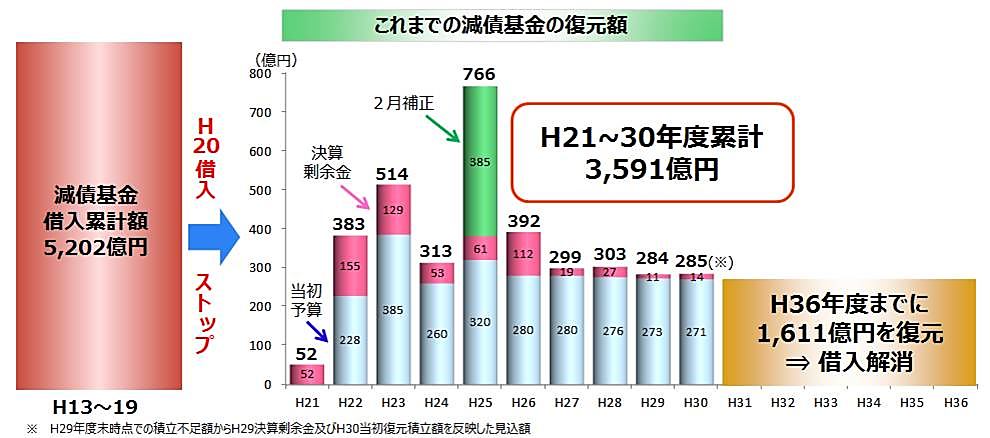 これまでの減債基金の復元額
減債基金
借入累計額
5,202億円
H13～19
H20借入
ストップ
(億円)
800
700
600
500
400
300
200
100
0
52
52
383
155
228
514
129
385
313
53
260
766
385
61
320
392
112
280
299
19
280
303
27
276
284
11
273
285(※)
14
271
当初
予算
決算
剰余金
２月補正
H21～30年度累計
3,591億円
H36年度までに
1,611億円を復元
⇒ 借入解消
H21 H22 H23 H24 H25 H26 H27 H28 H29 H30 H31 H32 H33 H34 H35 H36
※　H29年度末時点での積立不足額からH29決算剰余金及びH30当初復元積立額を反映した見込額